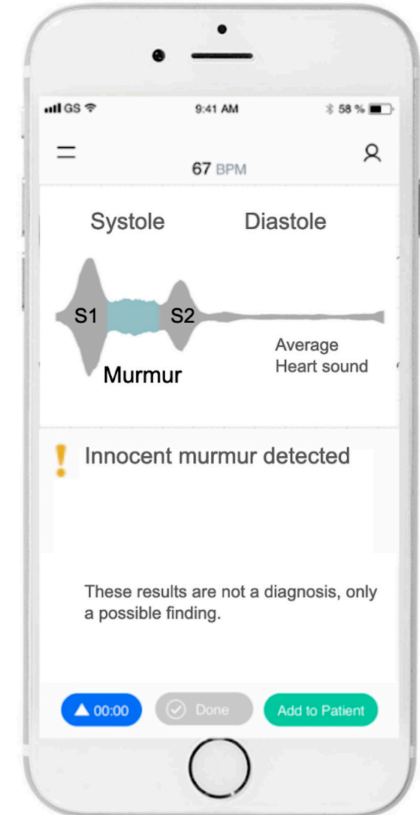 GS 9:41 AM 58 %
67 BPM
Systole Diastole
S1 S2
Murmur
Average
Heart sound
Innocent murmur detected
These results are not a diagnosis, only
a possible finding.
00:00 Done Add to Patient